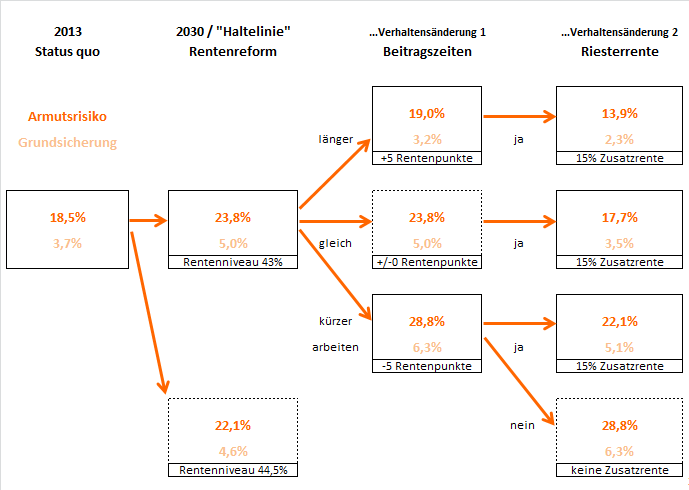 2013
Status quo
2030 / "Haltelinie"
Rentenreform
...Verhaltensänderung 1
Beitragszeiten
...Verhaltensänderung 2
Riesterrente
Armutsrisiko
Grundsicherung
länger
19,0%
3,2%
+5 Rentenpunkte
ja
13,9%
2,3%
15% Zusatzrente
18,5%
3,7%
23,8%
5,0%
Rentenniveau 43%
gleich
23,8%
5,0%
+/-0 Rentenpunkte
ja
17,7%
3,5%
15% Zusatzrente
kürzer
arbeiten
28,8%
6,3%
-5 Rentenpunkte
ja
22,1%
5,1%
15% Zusatzrente
22,1%
4,6%
Rentenniveau 44,5%
nein
28,8%
6,3%
keine Zusatzrente